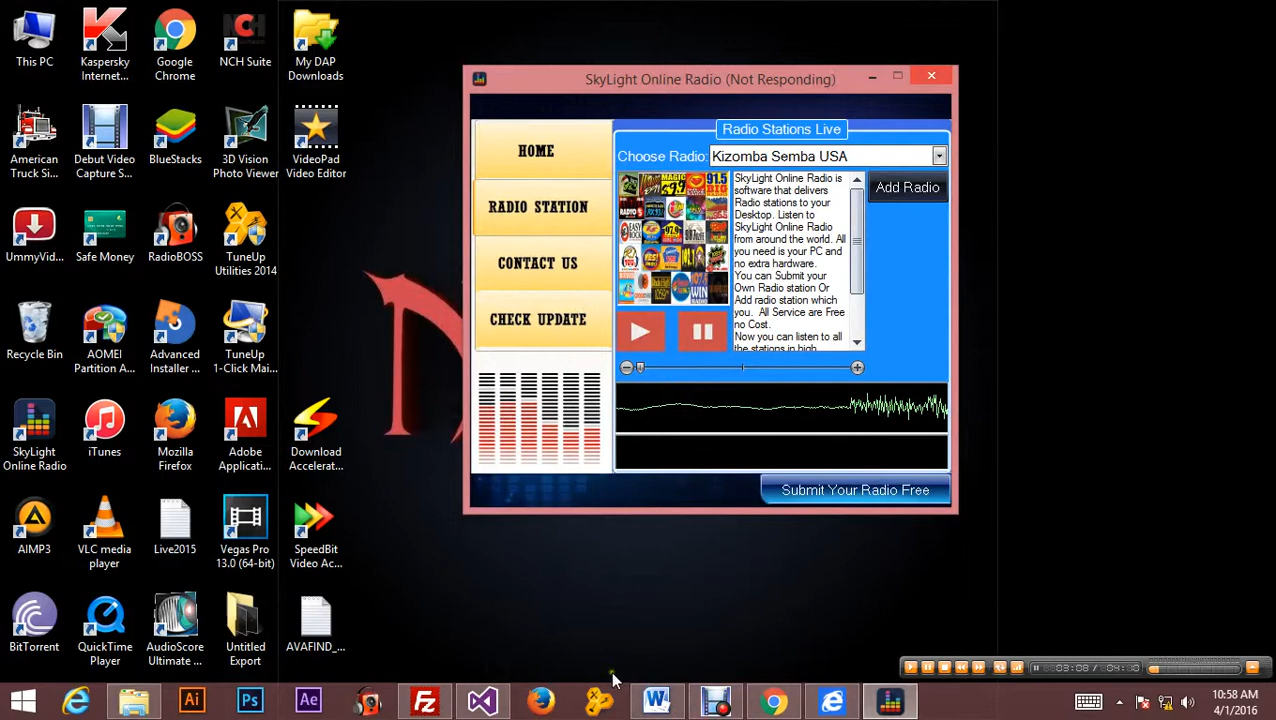 This PC
Kaspersky
Internet...
Google
Chrome
NCH Suite
My DAP
Downloads
American
Truck Si...
Debut Video
Capture S...
BlueStacks
3D Vision
Photo Viewer
VideoPad
Video Editor
UmmyVid...
Safe Money
RadioBOSS
TuneUp
Utilities 2014
Recycle Bin
AOMEI
Partition A...
Advanced
Installer ...
TuneUp
1-Click Mai...
SkyLight
Online Radio
iTunes
Mozilla
Firefox
Adobe
Applicati...
Download
Accelerat...
AIMP3
VLC media
player
Live2015
Vegas Pro
13.0 (64-bit)
SpeedBit
Video Ac...
BitTorrent
QuickTime
Player
AudioScore
Ultimate ...
Untitled
Export
AVAFIND_...
SkyLight Online Radio (Not Responding)
HOME
RADIO STATION
CONTACT US
CHECK UPDATE
Radio Stations Live
Choose Radio:
Kizomba Semba USA
Add Radio
SkyLight Online Radio is
software that delivers
Radio stations to your
Desktop. Listen to
SkyLight Online Radio
from around the world. All
you need is your PC and
no extra hardware.
You can Submit your
Own Radio station Or
Add radio station which
you. All Service are Free
no Cost.
Now you can listen to all
the stations in high
Submit Your Radio Free
Ai
Ps
Ae
10:58 AM
4/1/2016